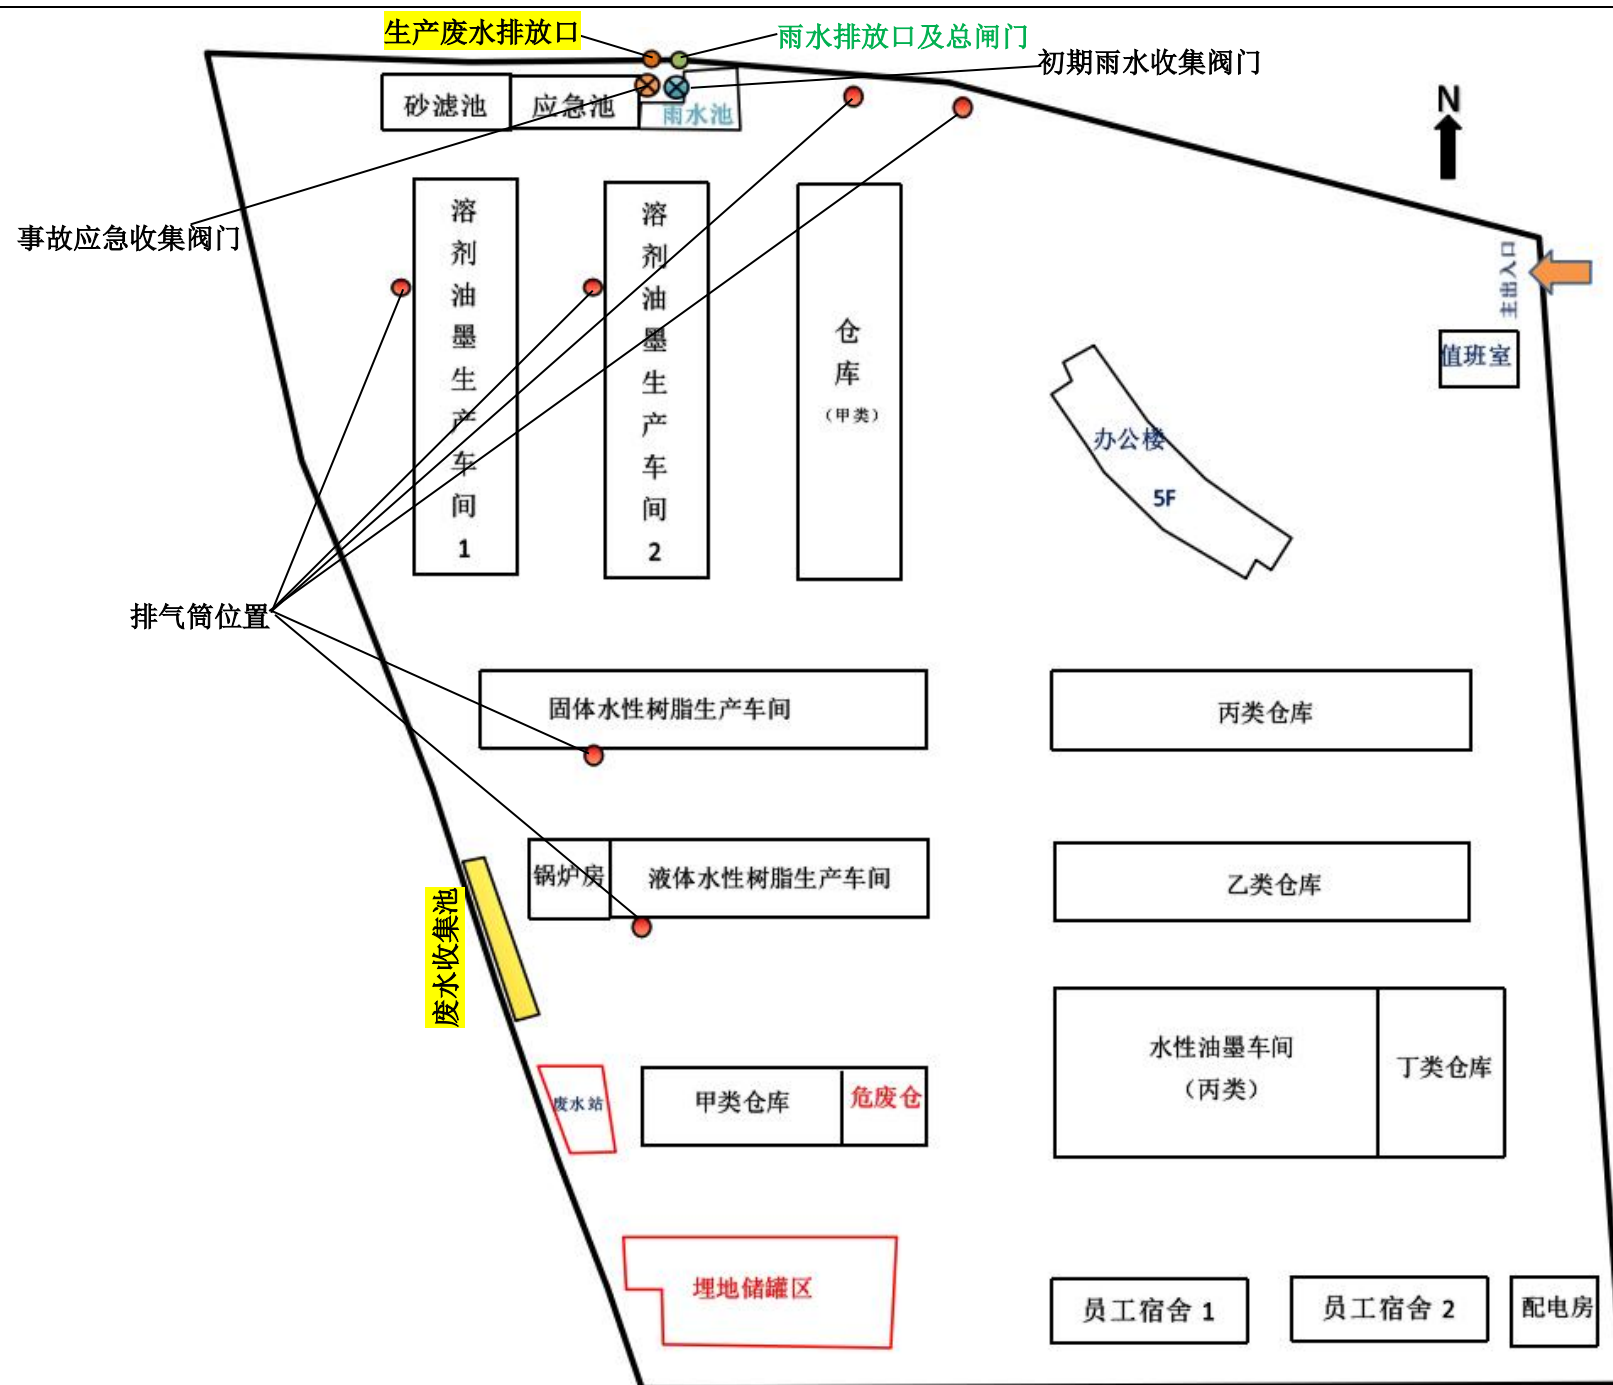 生产废水排放口
雨水排放口及总闸门
初期雨水收集阀门
砂滤池
应急池
雨水池
N
事故应急收集阀门
溶剂油墨生产车间1
溶剂油墨生产车间2
仓库
（甲类）
主出入口
值班室
办公楼
5F
排气筒位置
固体水性树脂生产车间
丙类仓库
锅炉房
液体水性树脂生产车间
乙类仓库
废水收集池
水性油墨车间
（丙类）
丁类仓库
废水站
甲类仓库
危废仓
埋地储罐区
员工宿舍 1
员工宿舍 2
配电房